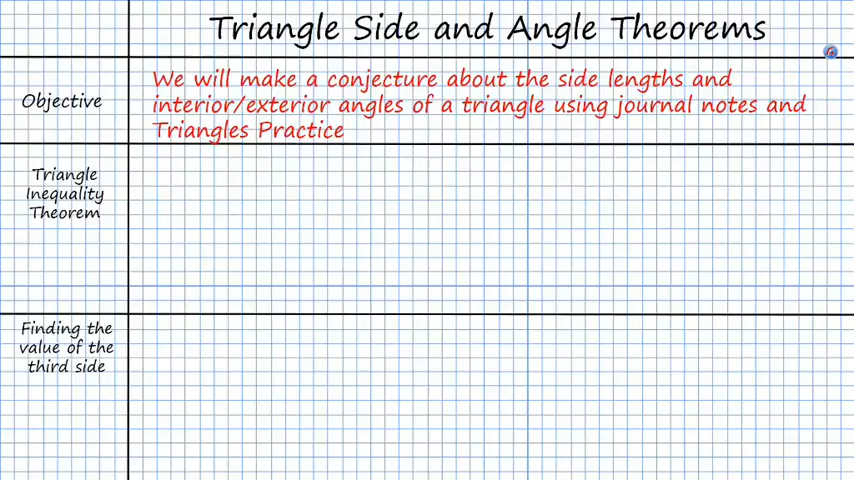 Triangle Side and Angle Theorems
Objective
We will make a conjecture about the side lengths and
interior/exterior angles of a triangle using journal notes and
Triangles Practice
Triangle
Inequality
Theorem
Finding the
value of the
third side